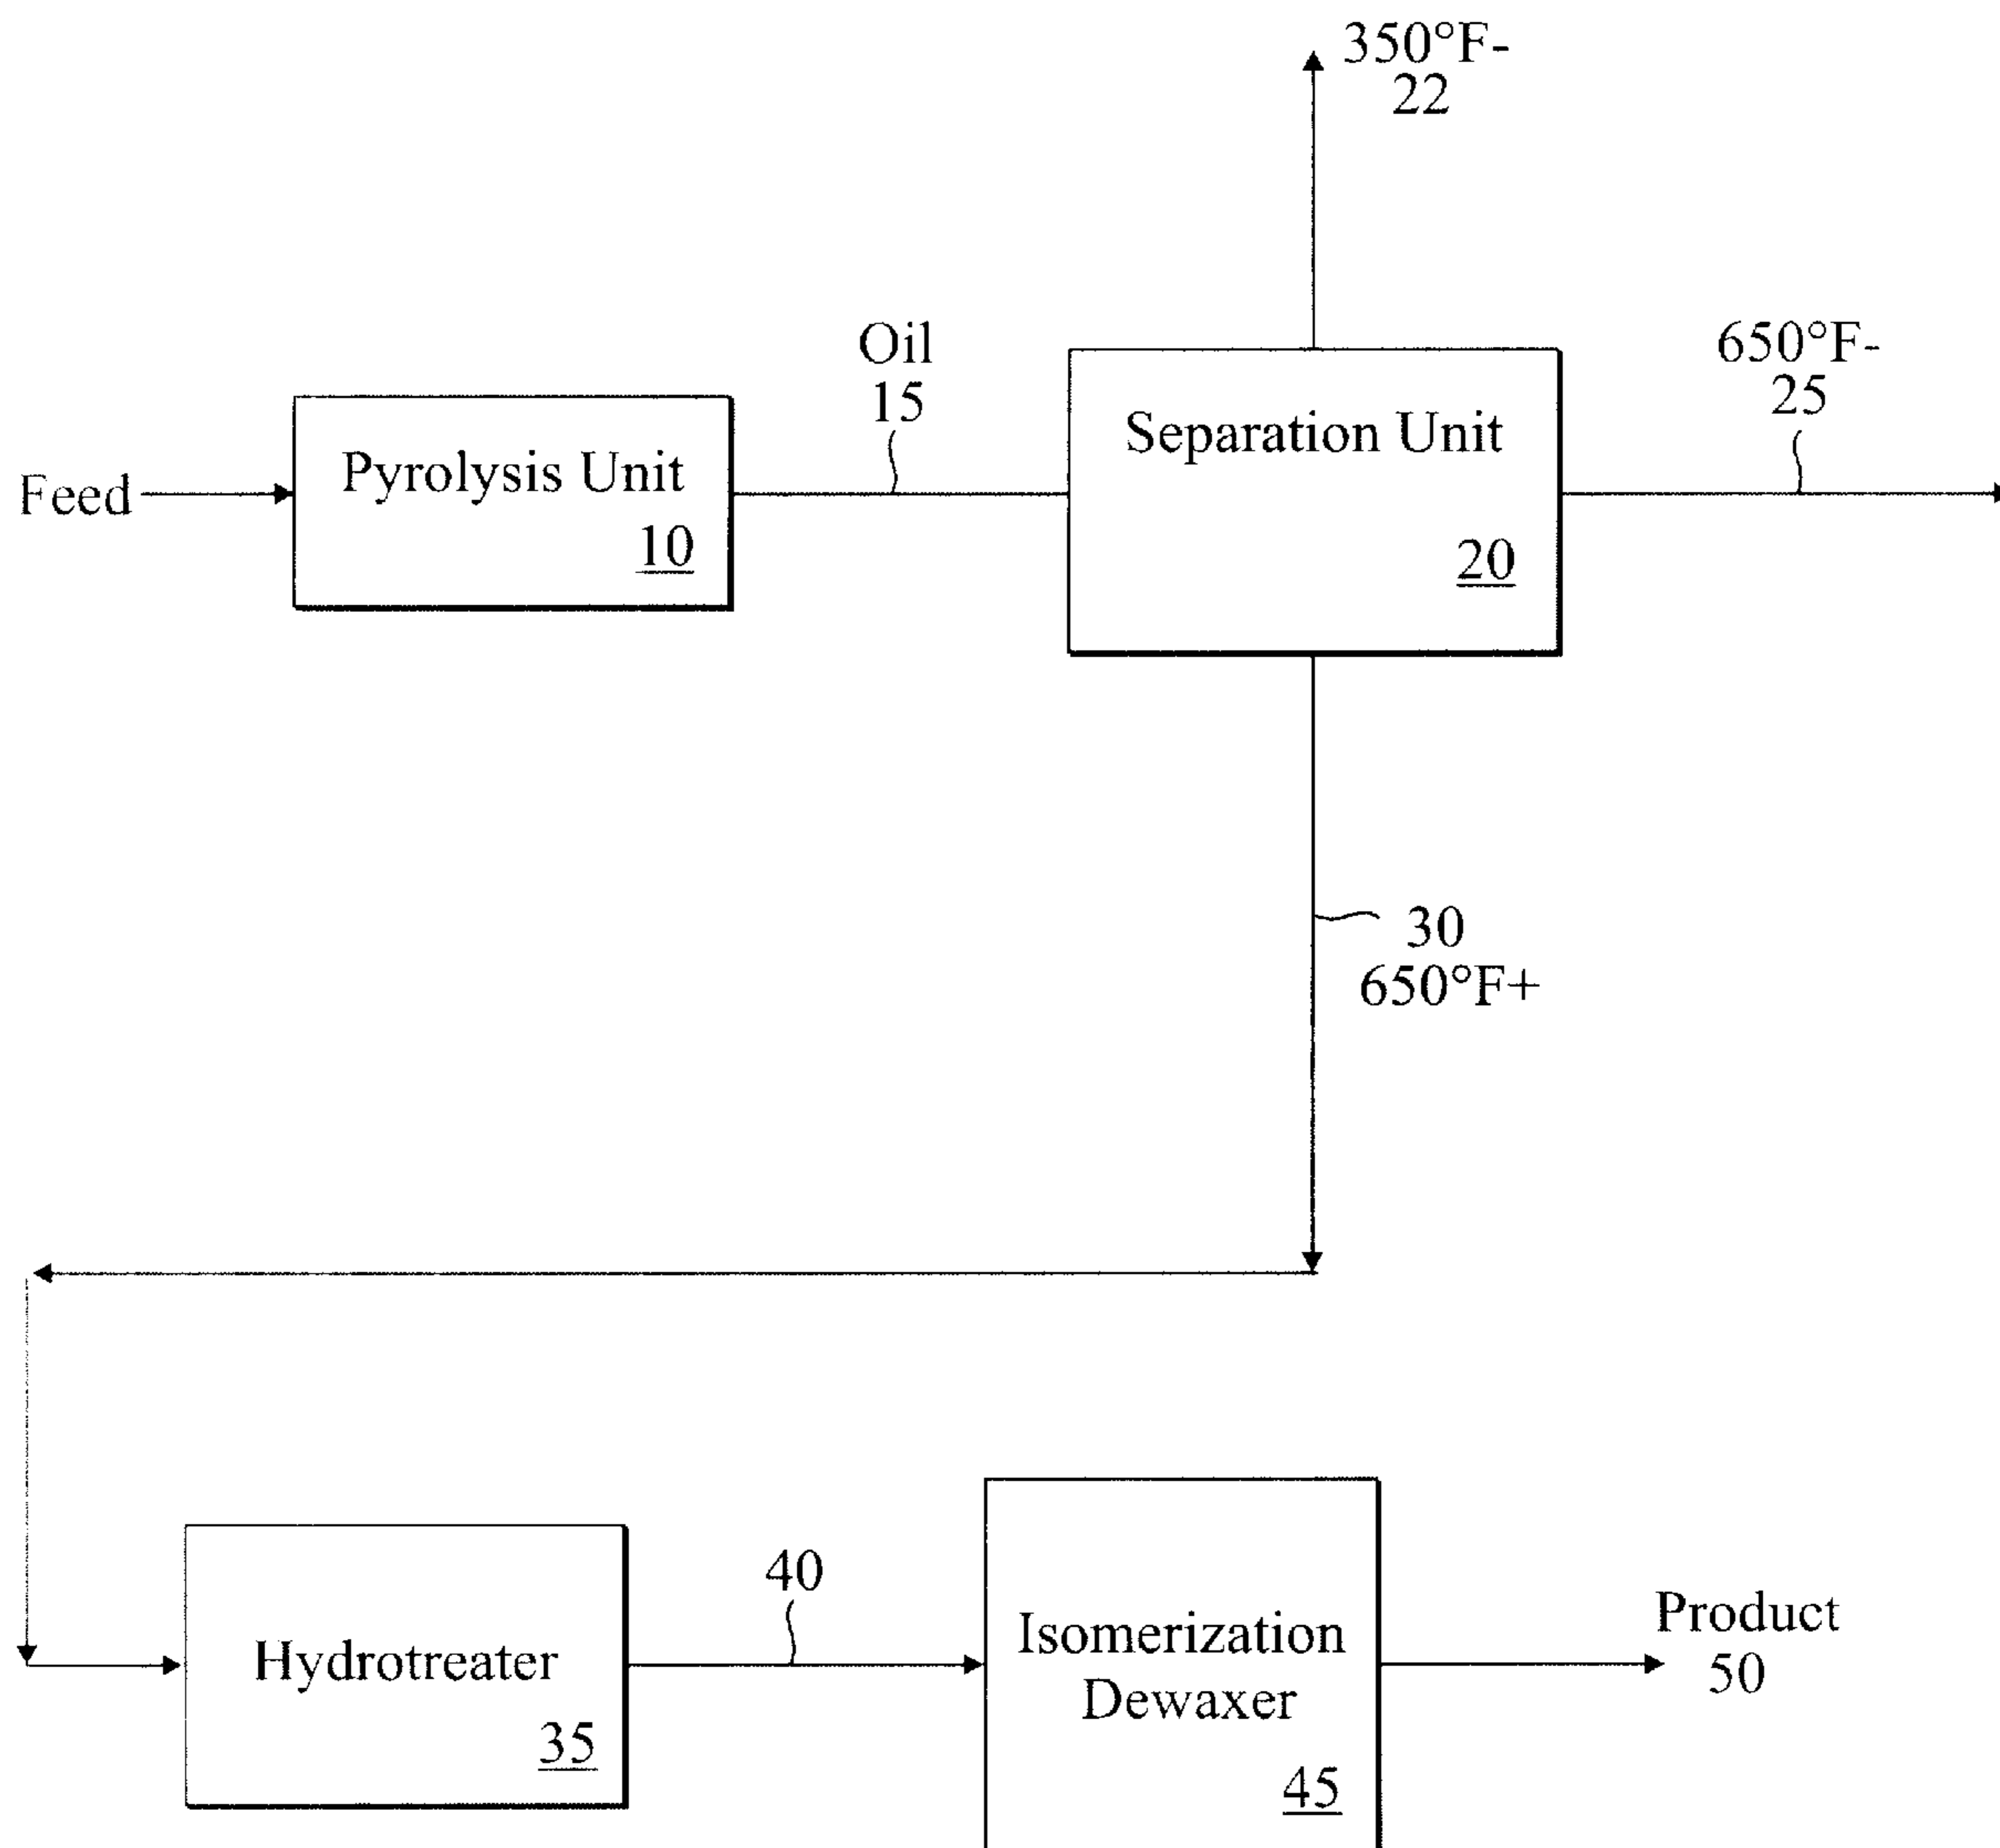 350°F-
22
Oil
15
650°F-
25
Feed
Pyrolysis Unit
10
Separation Unit
20
30
650°F+
40
Hydrotreater
35
Isomerization
Dewaxer
45
Product
50